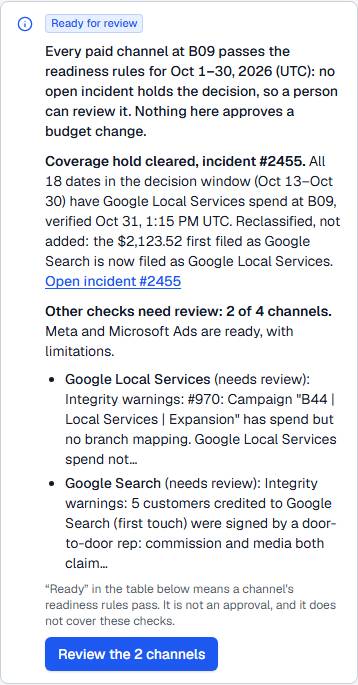 Ready for review
Every paid channel at B09 passes the
readiness rules for Oct 1–30, 2026 (UTC): no
open incident holds the decision, so a person
can review it. Nothing here approves a
budget change.
Coverage hold cleared, incident #2455. All
18 dates in the decision window (Oct 13–Oct
30) have Google Local Services spend at B09,
verified Oct 31, 1:15 PM UTC. Reclassified, not
added: the $2,123.52 first filed as Google
Search is now filed as Google Local Services.
Open incident #2455
Other checks need review: 2 of 4 channels.
Meta and Microsoft Ads are ready, with
limitations.
• Google Local Services (needs review):
Integrity warnings: #970: Campaign "B44 |
Local Services | Expansion" has spend but
no branch mapping. Google Local Services
spend not…
• Google Search (needs review): Integrity
warnings: 5 customers credited to Google
Search (first touch) were signed by a door-
to-door rep: commission and media both
claim…
“Ready” in the table below means a channel's
readiness rules pass. It is not an approval, and it does
not cover these checks.
Review the 2 channels